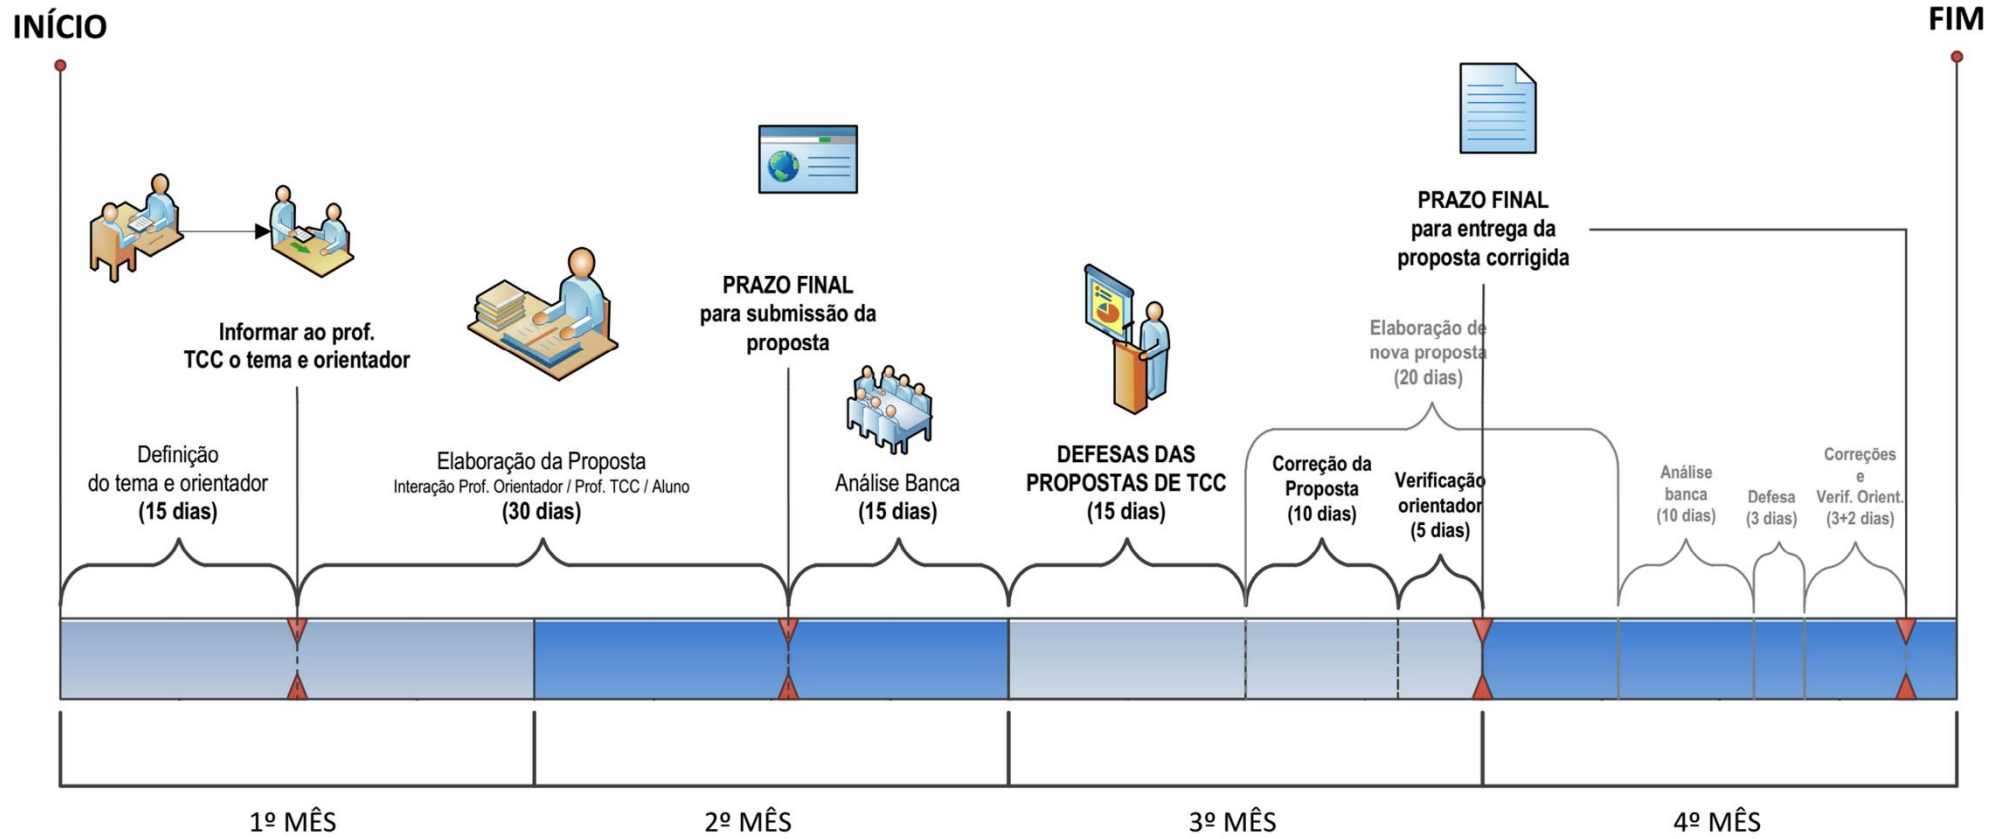 INÍCIO
FIM
Informar ao prof.
TCC o tema e orientador
Definição
do tema e orientador
(15 dias)
Elaboração da Proposta
Interação Prof. Orientador / Prof. TCC / Aluno
(30 dias)
PRAZO FINAL
para submissão da
proposta
Análise Banca
(15 dias)
DEFESAS DAS
PROPOSTAS DE TCC
(15 dias)
PRAZO FINAL
para entrega da
proposta corrigida
Elaboração de
nova proposta
(20 dias)
Correção da
Proposta
(10 dias)
Verificação
orientador
(5 dias)
Análise
banca
(10 dias)
Defesa
(3 dias)
Correções
e
Verif. Orient.
(3+2 dias)
1º MÊS
2º MÊS
3º MÊS
4º MÊS